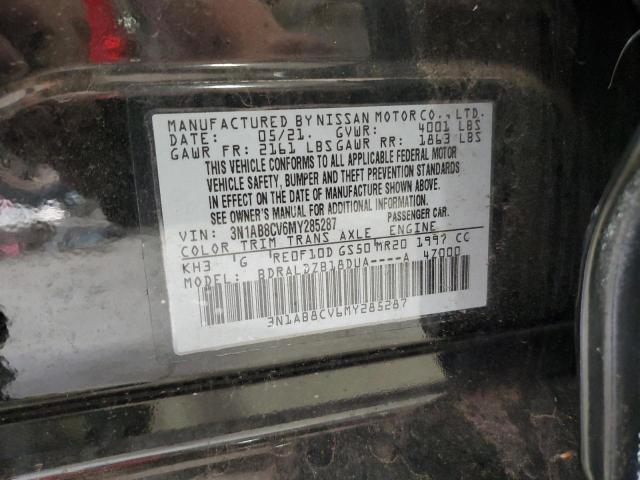 MANUFACTURED BY NISSAN MOTOR CO., LTD.
DATE: 05/21. GVWR: 4001 LBS
GAWR FR: 2161 LBS GAWR RR: 1863 LBS
THIS VEHICLE CONFORMS TO ALL APPLICABLE FEDERAL MOTOR
VEHICLE SAFETY, BUMPER AND THEFT PREVENTION STANDARDS
IN EFFECT ON THE DATE OF MANUFACTURE SHOWN ABOVE.
SEE OWNER'S MANUAL FOR ADDITIONAL INFORMATION.
VIN: 3N1AB8CV6MY285287 PASSENGER CAR.
COLOR TRIM TRANS AXLE ENGINE
KH3 'G RE0F10D GS50 MR20 1997 CC
MODEL: BDRALDZB18DUA----A 47000
3N1AB8CV6MY285287